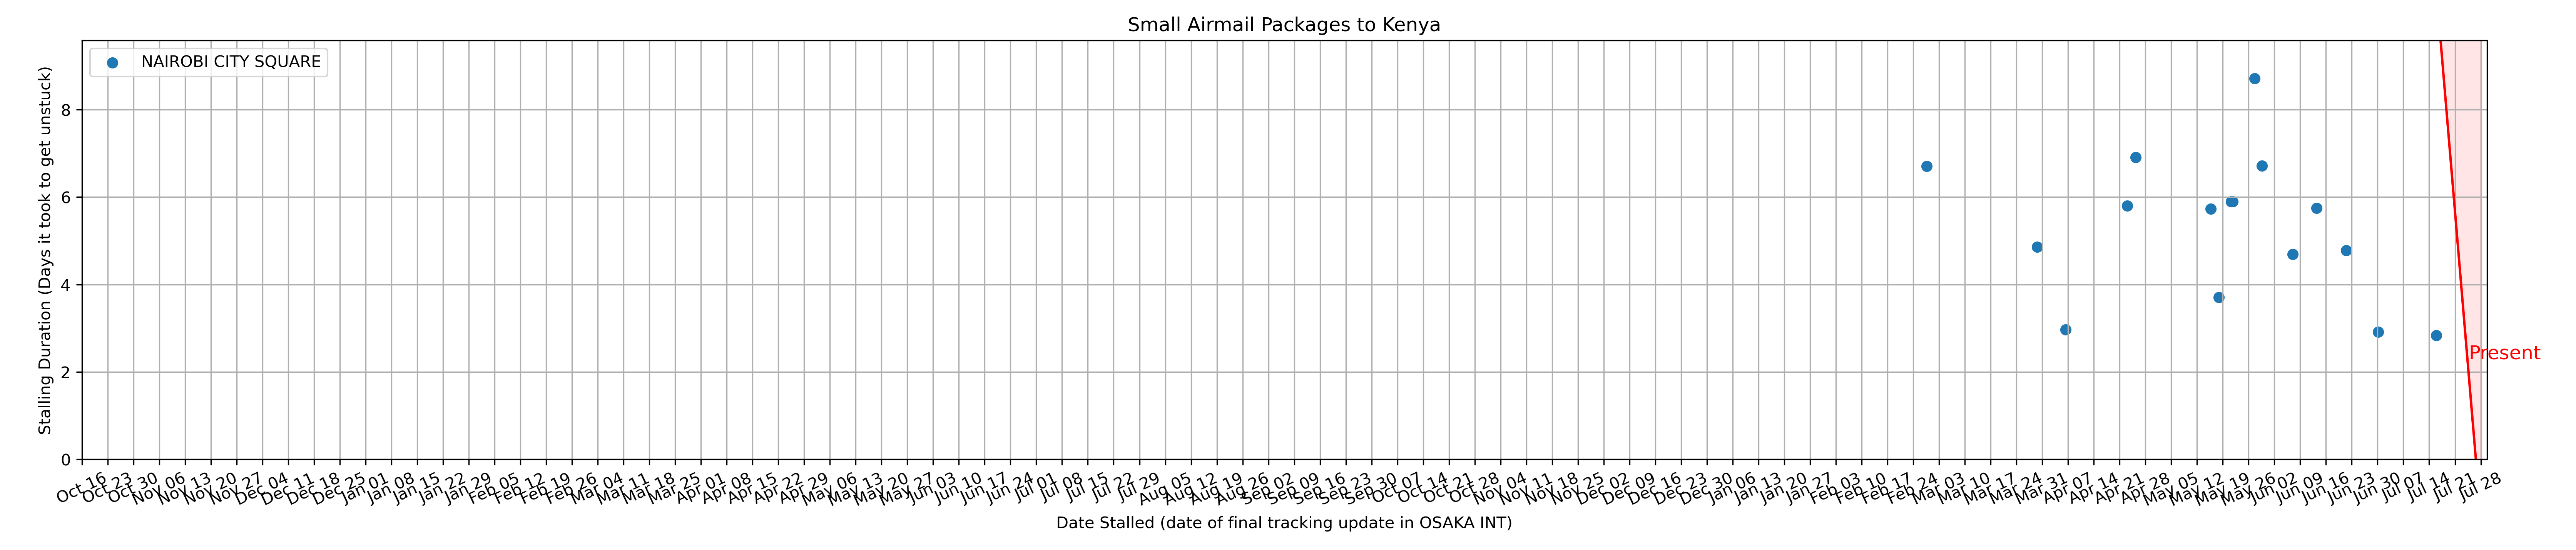 Small Airmail Packages to Kenya
NAIROBI CITY SQUARE
Stalling Duration (Days it took to get unstuck)
8
6
4
2
0
Present
Oct 16
Oct 23
Oct 30
Nov 06
Nov 13
Nov 20
Nov 27
Dec 04
Dec 11
Dec 18
Dec 25
Jan 01
Jan 08
Jan 15
Jan 22
Jan 29
Feb 05
Feb 12
Feb 19
Feb 26
Mar 04
Mar 11
Mar 18
Mar 25
Apr 01
Apr 08
Apr 15
Apr 22
Apr 29
May 06
May 13
May 20
May 27
Jun 03
Jun 10
Jun 17
Jun 24
Jul 01
Jul 08
Jul 15
Jul 22
Jul 29
Aug 05
Aug 12
Aug 19
Aug 26
Sep 02
Sep 09
Sep 16
Sep 23
Sep 30
Oct 07
Oct 14
Oct 21
Oct 28
Nov 04
Nov 11
Nov 18
Nov 25
Dec 02
Dec 09
Dec 16
Dec 23
Dec 30
Jan 06
Jan 13
Jan 20
Jan 27
Feb 03
Feb 10
Feb 17
Feb 24
Mar 03
Mar 10
Mar 17
Mar 24
Mar 31
Apr 07
Apr 14
Apr 21
Apr 28
May 05
May 12
May 19
May 26
Jun 02
Jun 09
Jun 16
Jun 23
Jun 30
Jul 07
Jul 14
Jul 21
Jul 28
Date Stalled (date of final tracking update in OSAKA INT)